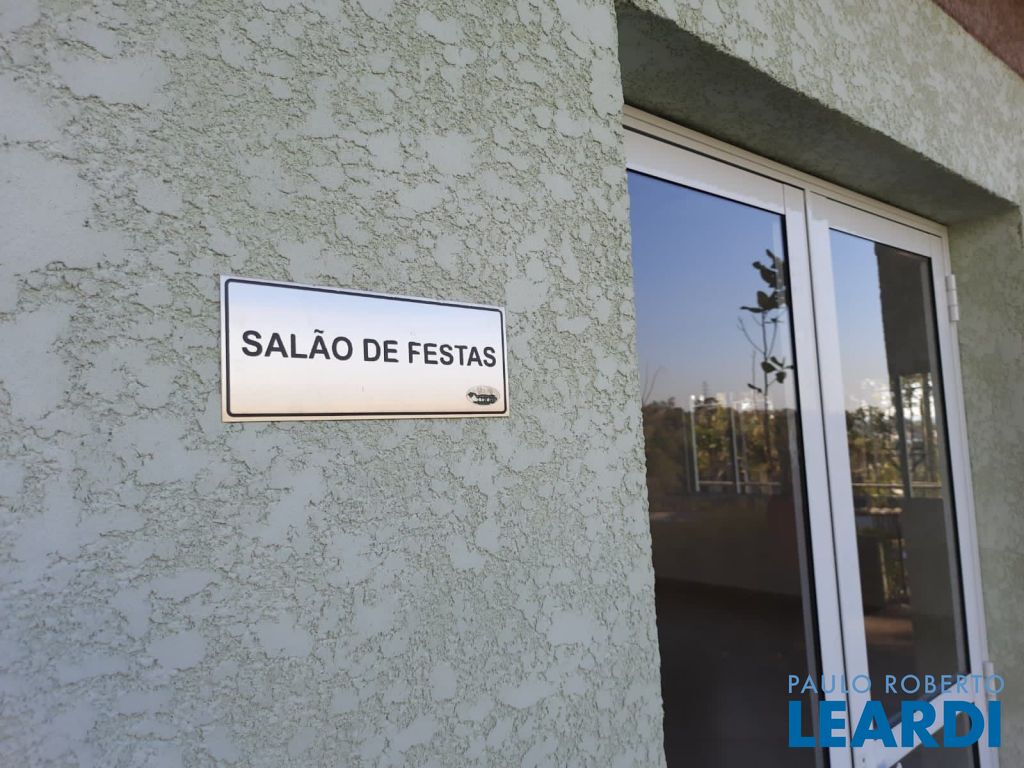 SALÃO DE FESTAS
PAULO ROBERTO
LEARDI